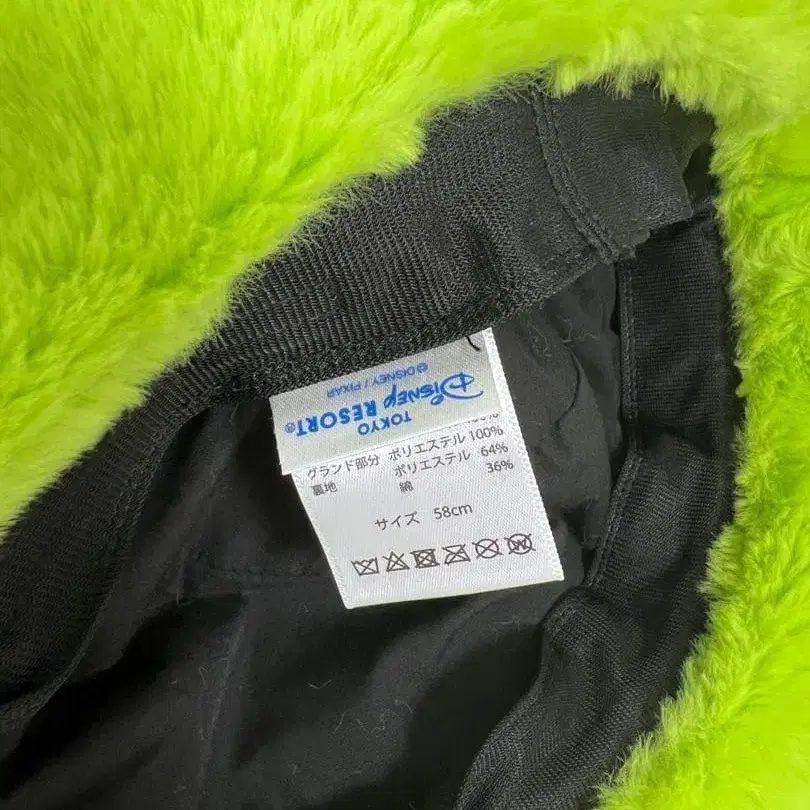 TOKYO
DISNEY RESORT®
©DISNEY / PIXAR
100%
グランド部分 ポリエステル 100%
裏地 ポリエステル 64%
綿 36%
サイズ 58cm